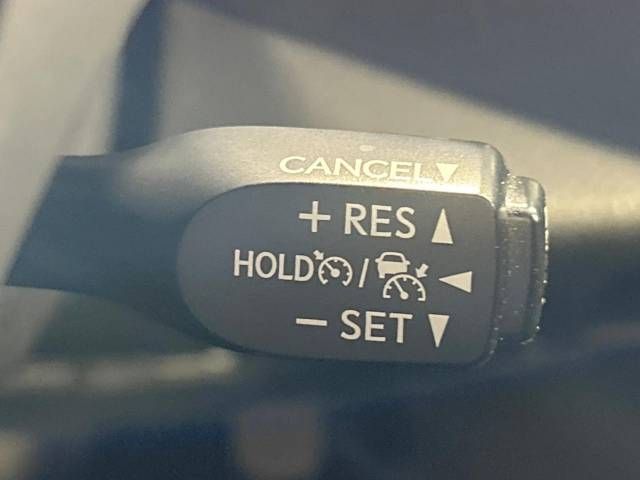 CANCEL▼
+ RES ▲
HOLD / ◀
− SET ▼